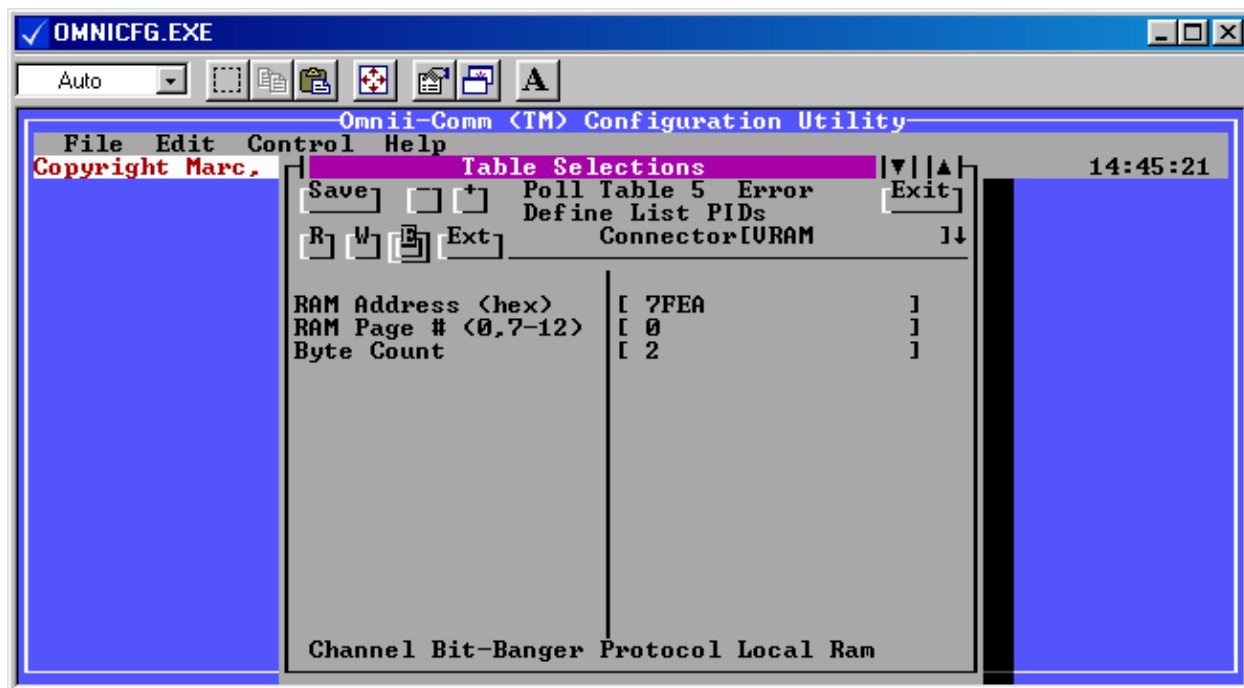 OMNICFG.EXE
Auto
A
Omnii-Comm (TM) Configuration Utility
File Edit Control Help
Copyright Marc, Table Selections 14:45:21
Save - + Poll Table 5 Error Exit
Define List PIDs
R W E Ext Connector[VRAM ]↓
RAM Address (hex) [ 7FEA ]
RAM Page # (0,7-12) [ 0 ]
Byte Count [ 2 ]
Channel Bit-Banger Protocol Local Ram